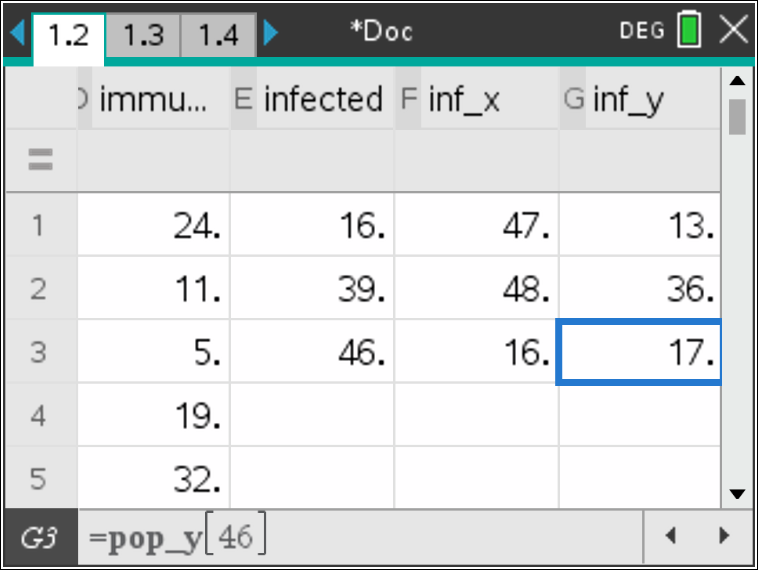 1.2 1.3 1.4 *Doc DEG
D immu... E infected F inf_x G inf_y
=
1 24. 16. 47. 13.
2 11. 39. 48. 36.
3 5. 46. 16. 17.
4 19.
5 32.
G3 =pop_y[46]